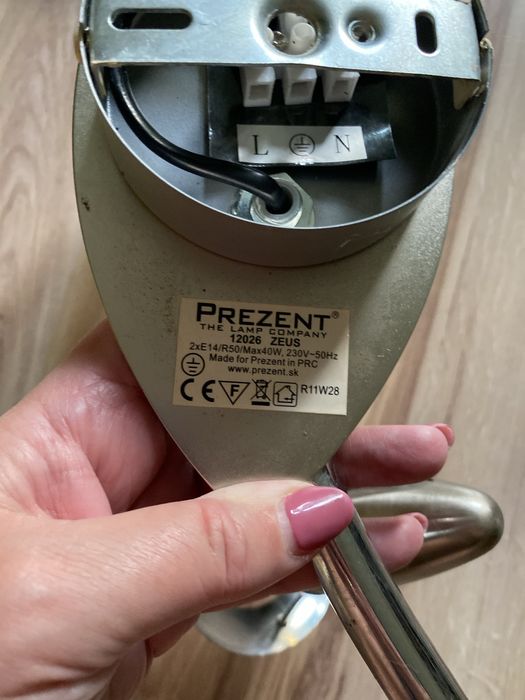 L N
PREZENT®
THE LAMP COMPANY
12026 ZEUS
2xE14/R50/Max40W, 230V~50Hz
Made for Prezent in PRC
www.prezent.sk
CE F R11W28